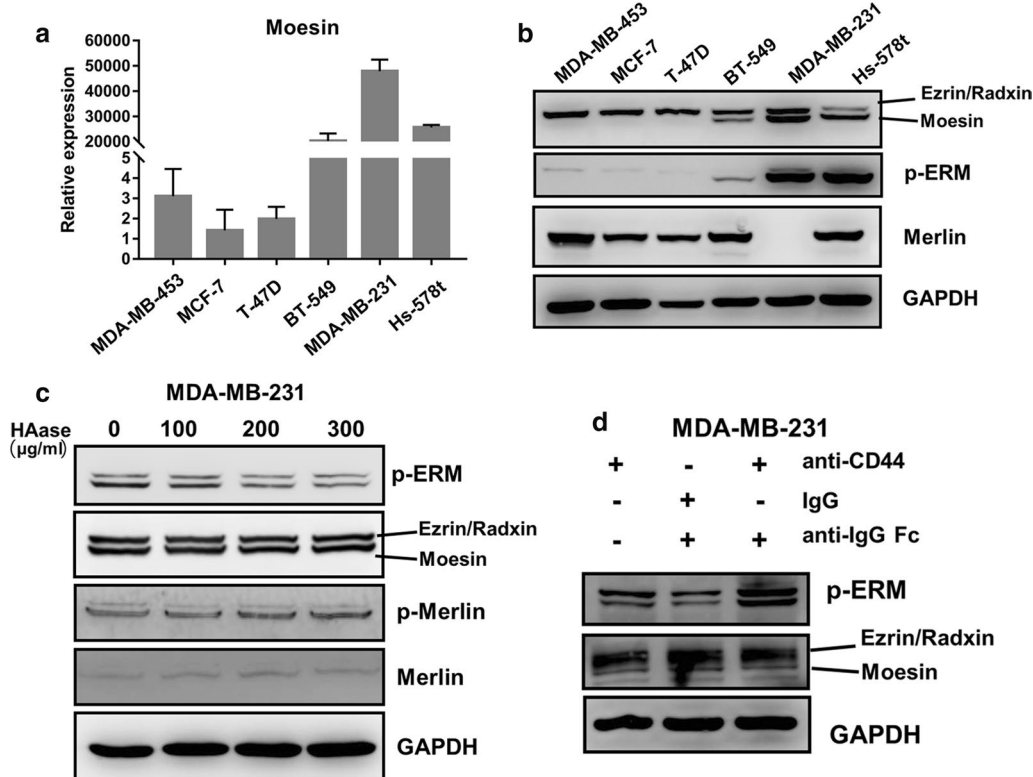 a
Moesin
Relative expression
60000
50000
40000
30000
20000
5
4
3
2
1
0
MDA-MB-453
MCF-7
T-47D
BT-549
MDA-MB-231
Hs-578t
b
MDA-MB-453
MCF-7
T-47D
BT-549
MDA-MB-231
Hs-578t
Ezrin/Radxin
Moesin
p-ERM
Merlin
GAPDH
c
MDA-MB-231
HAase 0 100 200 300
(µg/ml)
p-ERM
Ezrin/Radxin
Moesin
p-Merlin
Merlin
GAPDH
d
MDA-MB-231
+ - + anti-CD44
- + - IgG
- + + anti-IgG Fc
p-ERM
Ezrin/Radxin
Moesin
GAPDH